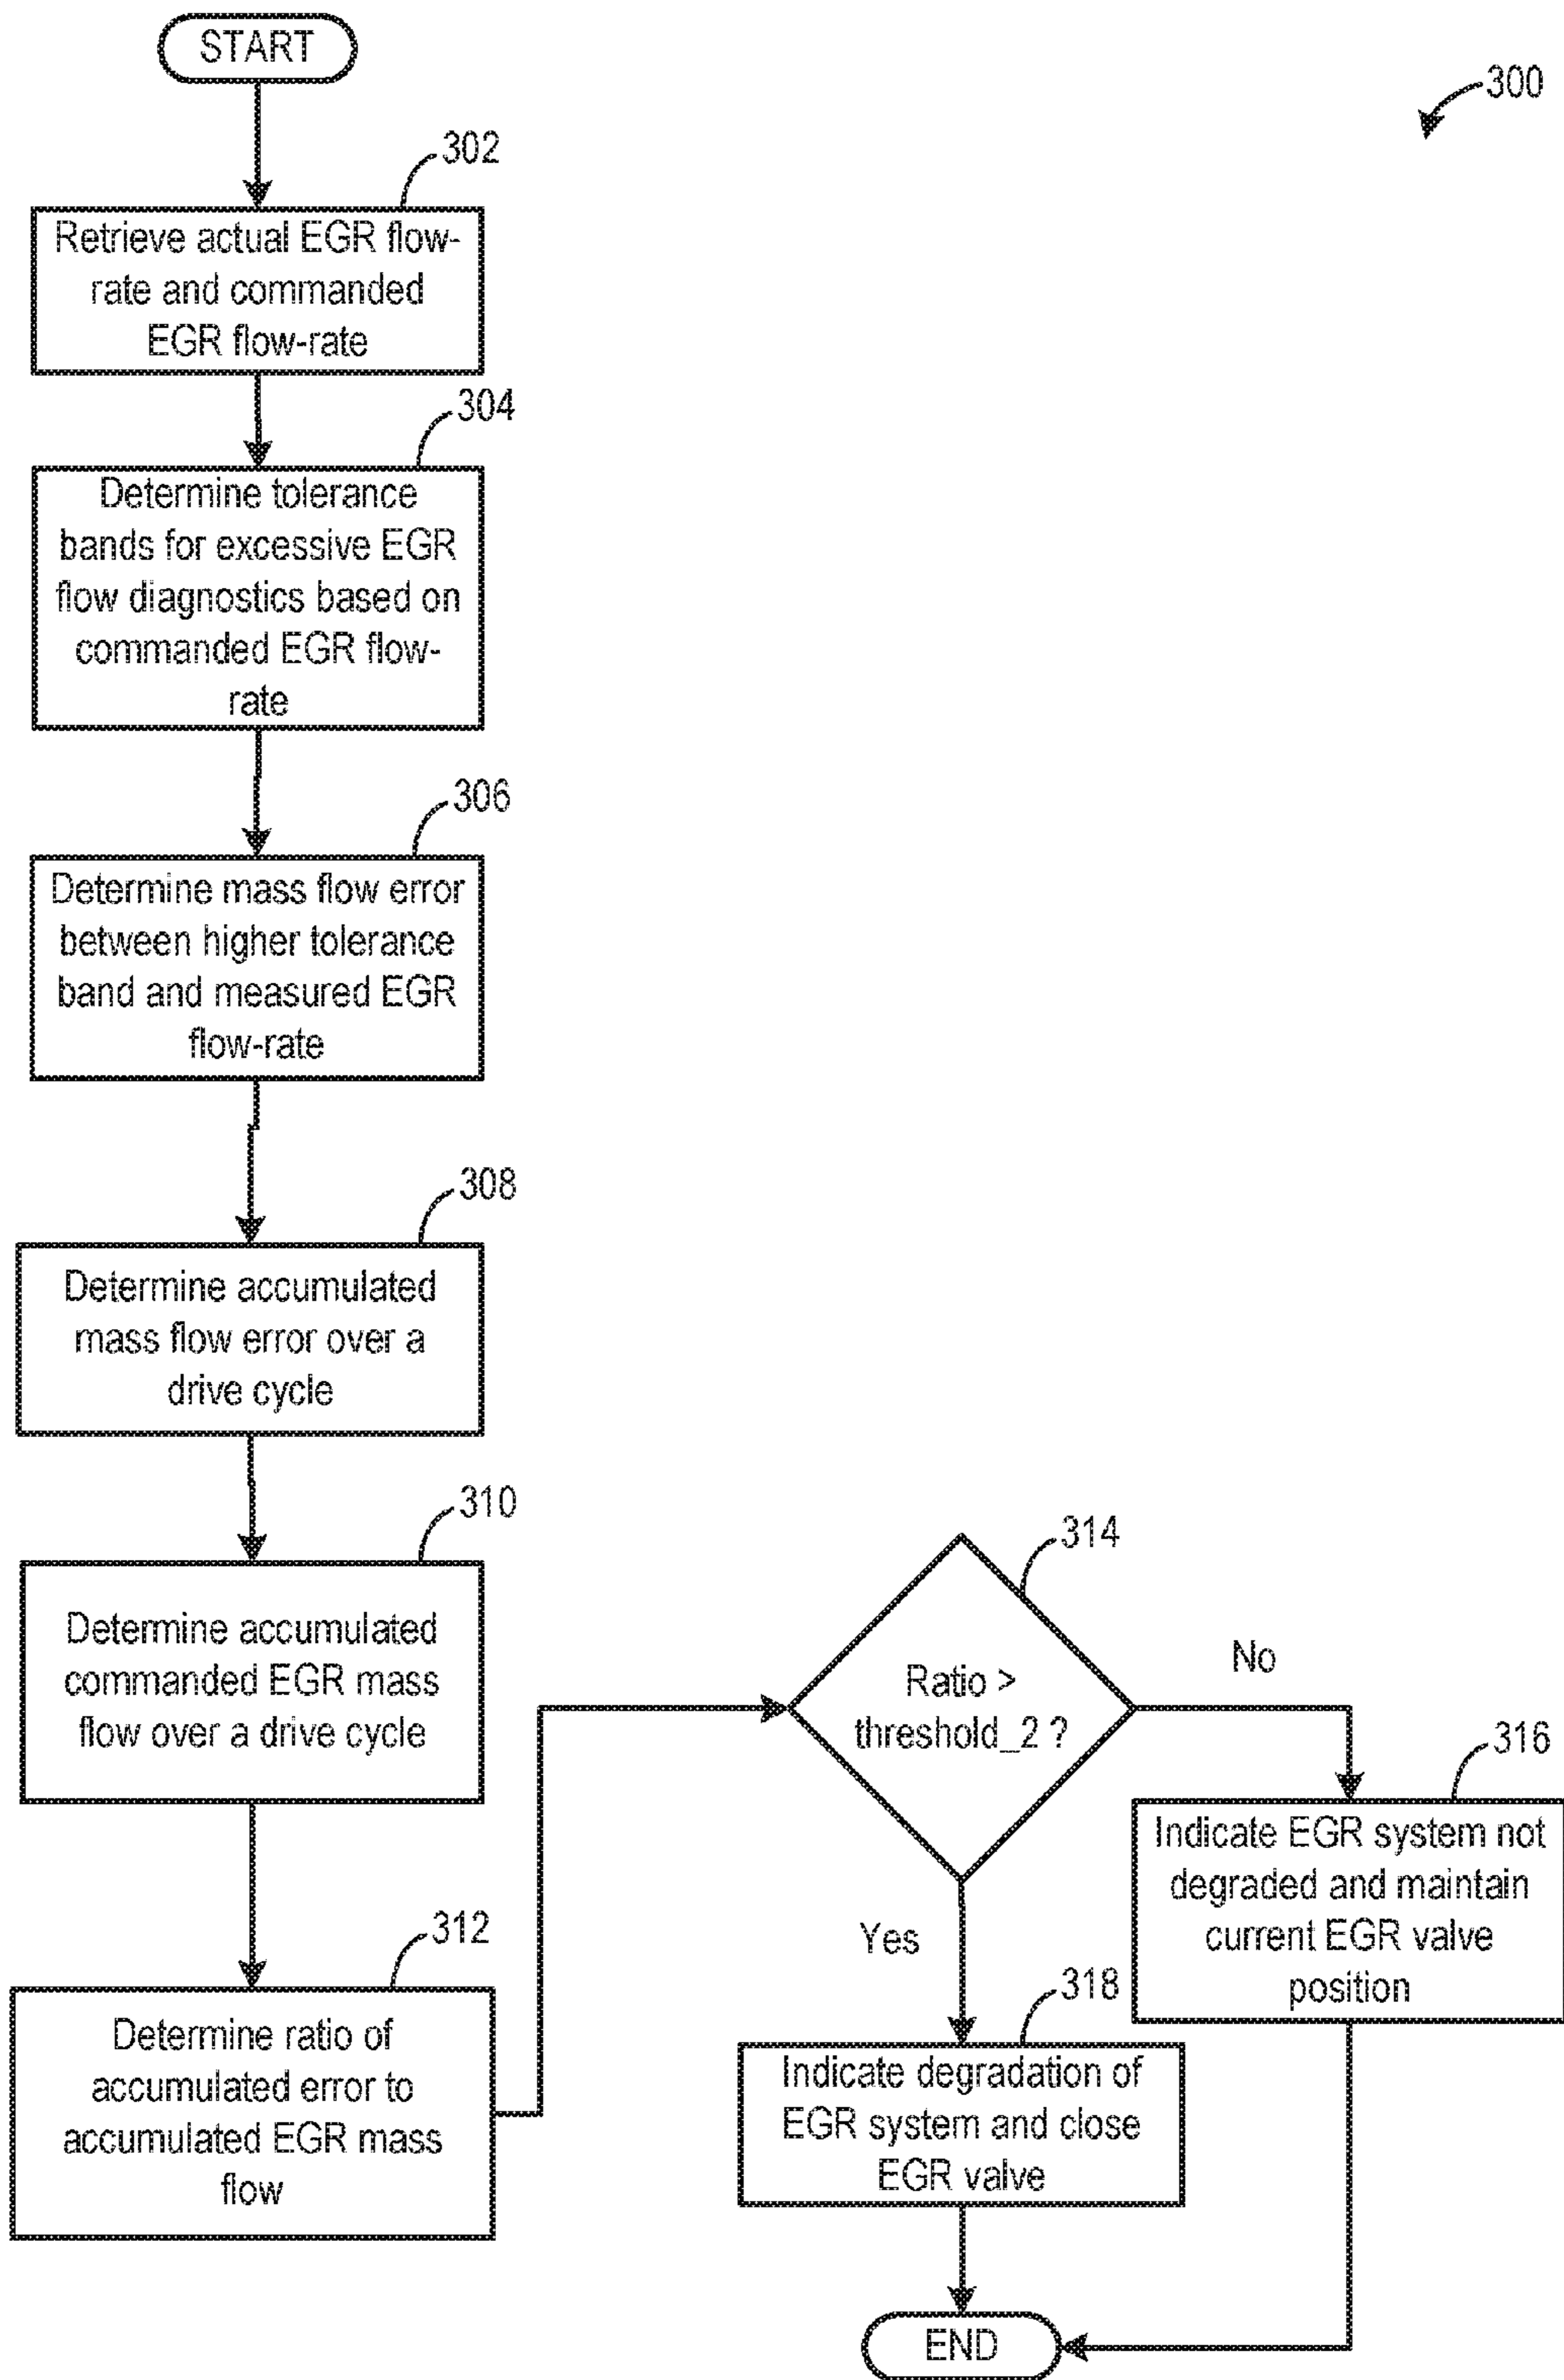 START
300
302
Retrieve actual EGR flow-
rate and commanded
EGR flow-rate
304
Determine tolerance
bands for excessive EGR
flow diagnostics based on
commanded EGR flow-
rate
306
Determine mass flow error
between higher tolerance
band and measured EGR
flow-rate
308
Determine accumulated
mass flow error over a
drive cycle
310
Determine accumulated
commanded EGR mass
flow over a drive cycle
312
Determine ratio of
accumulated error to
accumulated EGR mass
flow
314
Ratio >
threshold_2 ?
No
316
Indicate EGR system not
degraded and maintain
current EGR valve
position
Yes
318
Indicate degradation of
EGR system and close
EGR valve
END